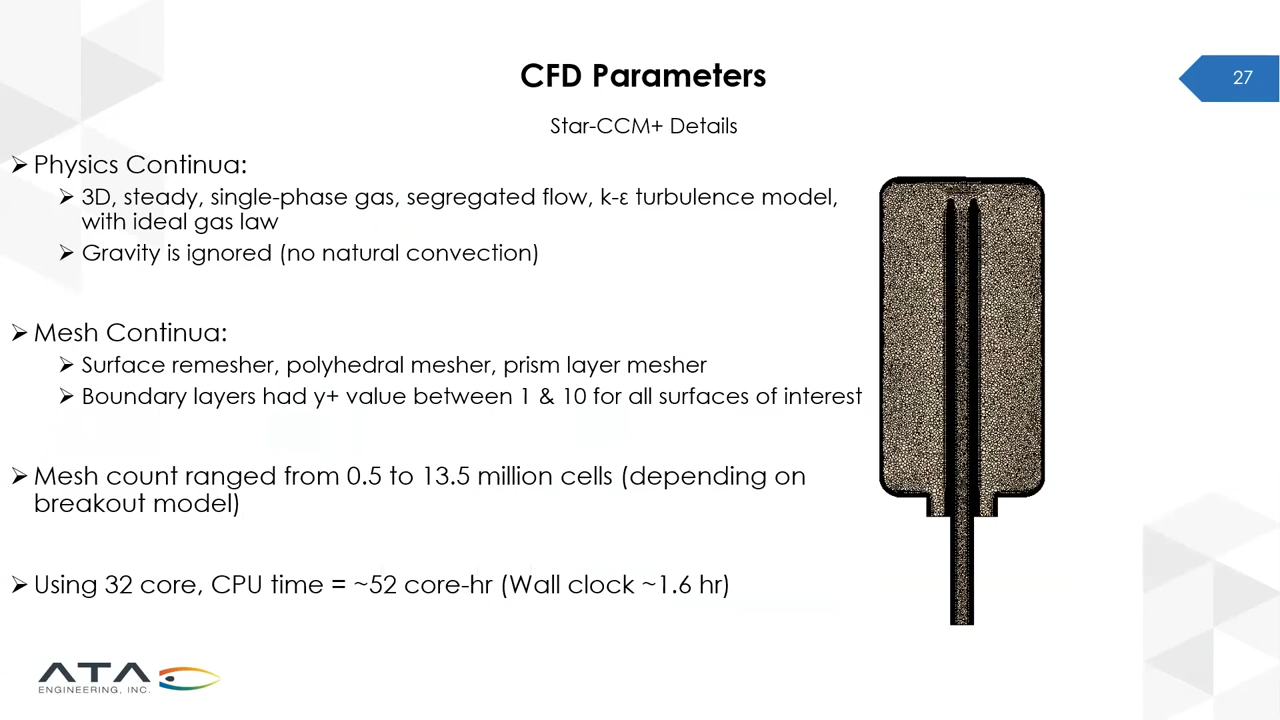 CFD Parameters
27
Star-CCM+ Details
➢ Physics Continua:
➢ 3D, steady, single-phase gas, segregated flow, k-ε turbulence model,
with ideal gas law
➢ Gravity is ignored (no natural convection)
➢ Mesh Continua:
➢ Surface remesher, polyhedral mesher, prism layer mesher
➢ Boundary layers had y+ value between 1 & 10 for all surfaces of interest
➢ Mesh count ranged from 0.5 to 13.5 million cells (depending on
breakout model)
➢ Using 32 core, CPU time = ~52 core-hr (Wall clock ~1.6 hr)
ATA
ENGINEERING, INC.